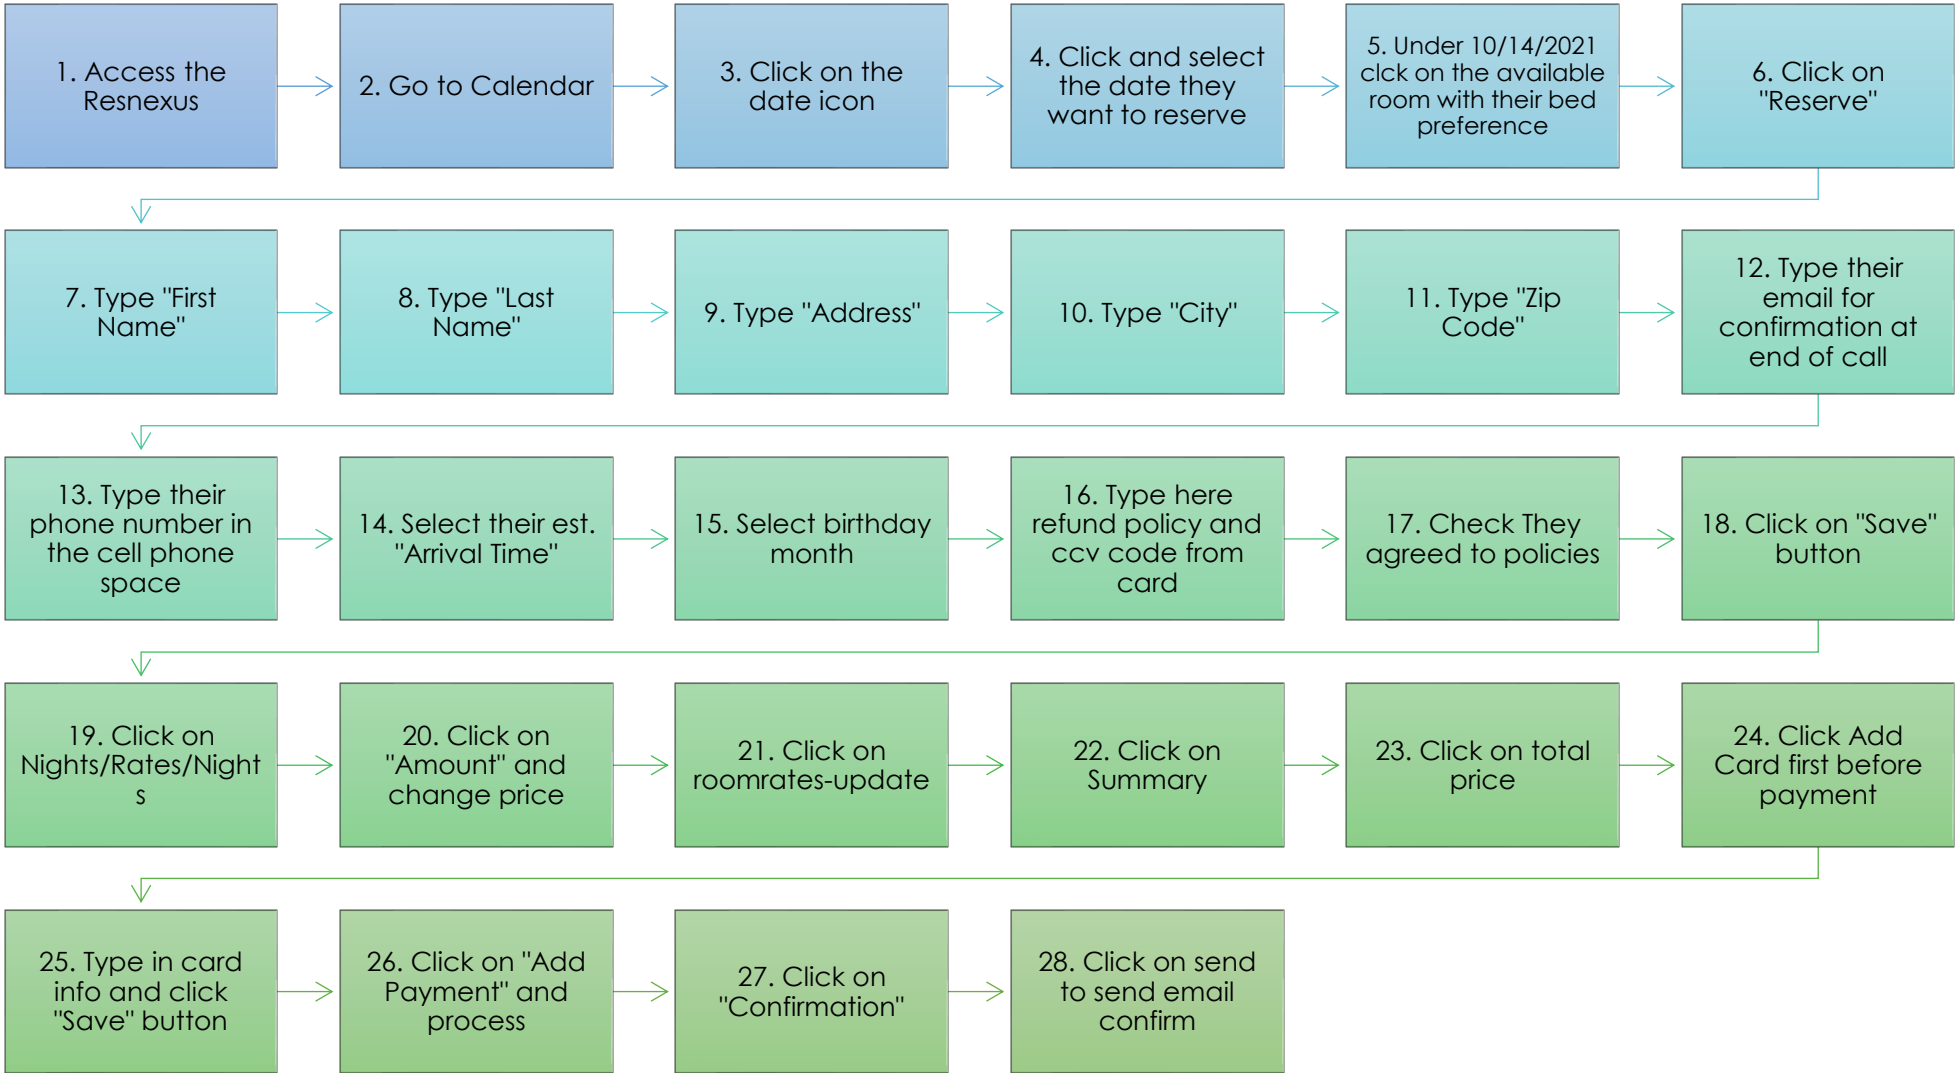 1. Access the
Resnexus
2. Go to Calendar
3. Click on the
date icon
4. Click and select
the date they
want to reserve
5. Under 10/14/2021
clck on the available
room with their bed
preference
6. Click on
"Reserve"
7. Type "First
Name"
8. Type "Last
Name"
9. Type "Address"
10. Type "City"
11. Type "Zip
Code"
12. Type their
email for
confirmation at
end of call
13. Type their
phone number in
the cell phone
space
14. Select their est.
"Arrival Time"
15. Select birthday
month
16. Type here
refund policy and
ccv code from
card
17. Check They
agreed to policies
18. Click on "Save"
button
19. Click on
Nights/Rates/Night
s
20. Click on
"Amount" and
change price
21. Click on
roomrates-update
22. Click on
Summary
23. Click on total
price
24. Click Add
Card first before
payment
25. Type in card
info and click
"Save" button
26. Click on "Add
Payment" and
process
27. Click on
"Confirmation"
28. Click on send
to send email
confirm